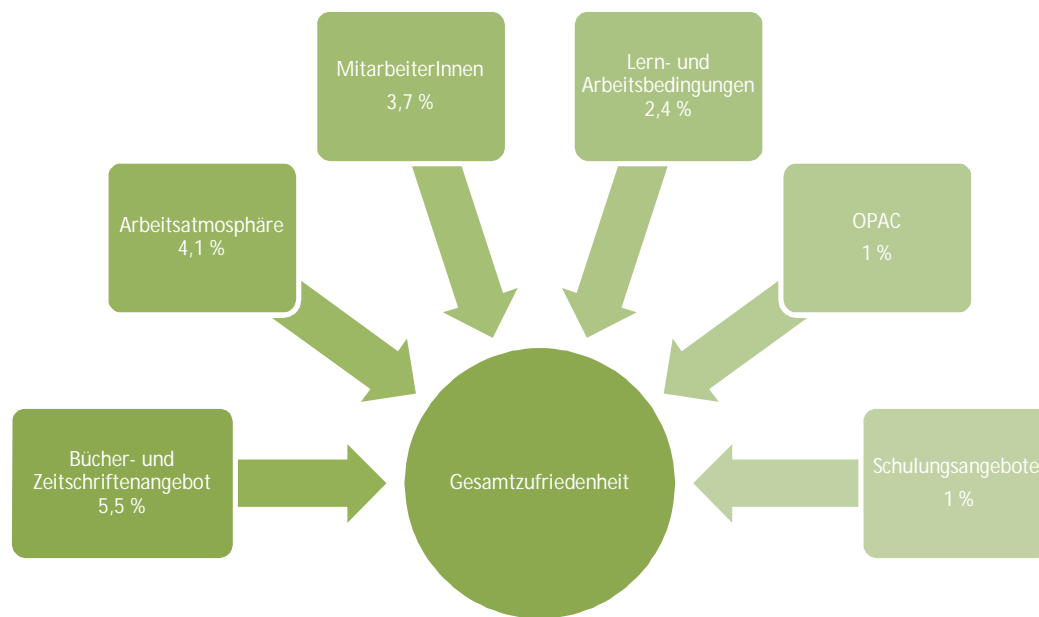 MitarbeiterInnen
3,7 %
Lern- und
Arbeitsbedingungen
2,4 %
Arbeitsatmosphäre
4,1 %
OPAC
1 %
Bücher- und
Zeitschriftenangebot
5,5 %
Gesamtzufriedenheit
Schulungsangebote
1 %